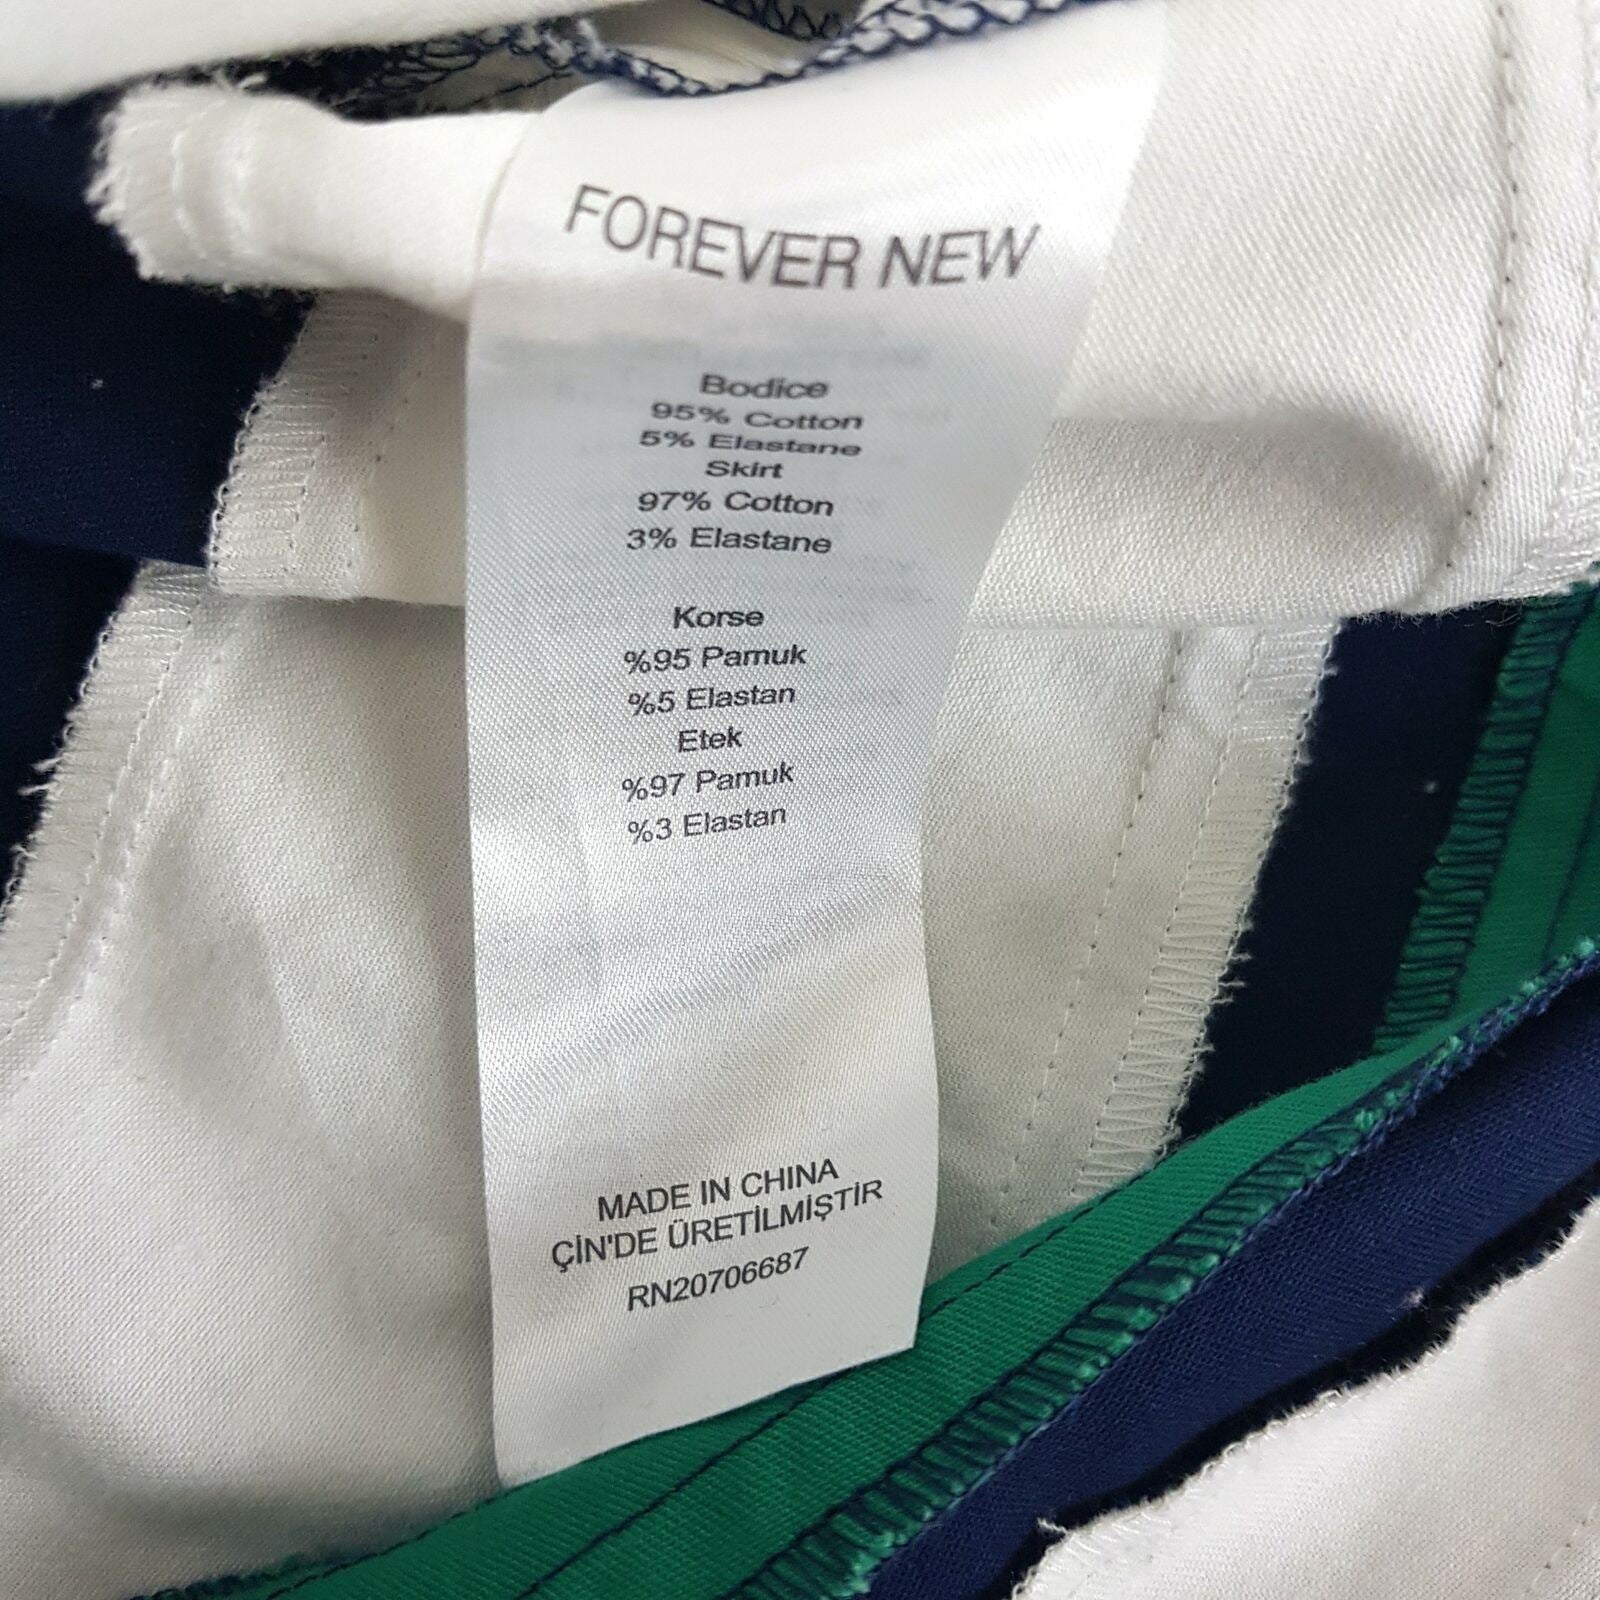 FOREVER NEW
Bodice
95% Cotton
5% Elastane
Skirt
97% Cotton
3% Elastane
Korse
%95 Pamuk
%5 Elastan
Etek
%97 Pamuk
%3 Elastan
MADE IN CHINA
ÇİN'DE ÜRETİLMİŞTİR
RN20706687